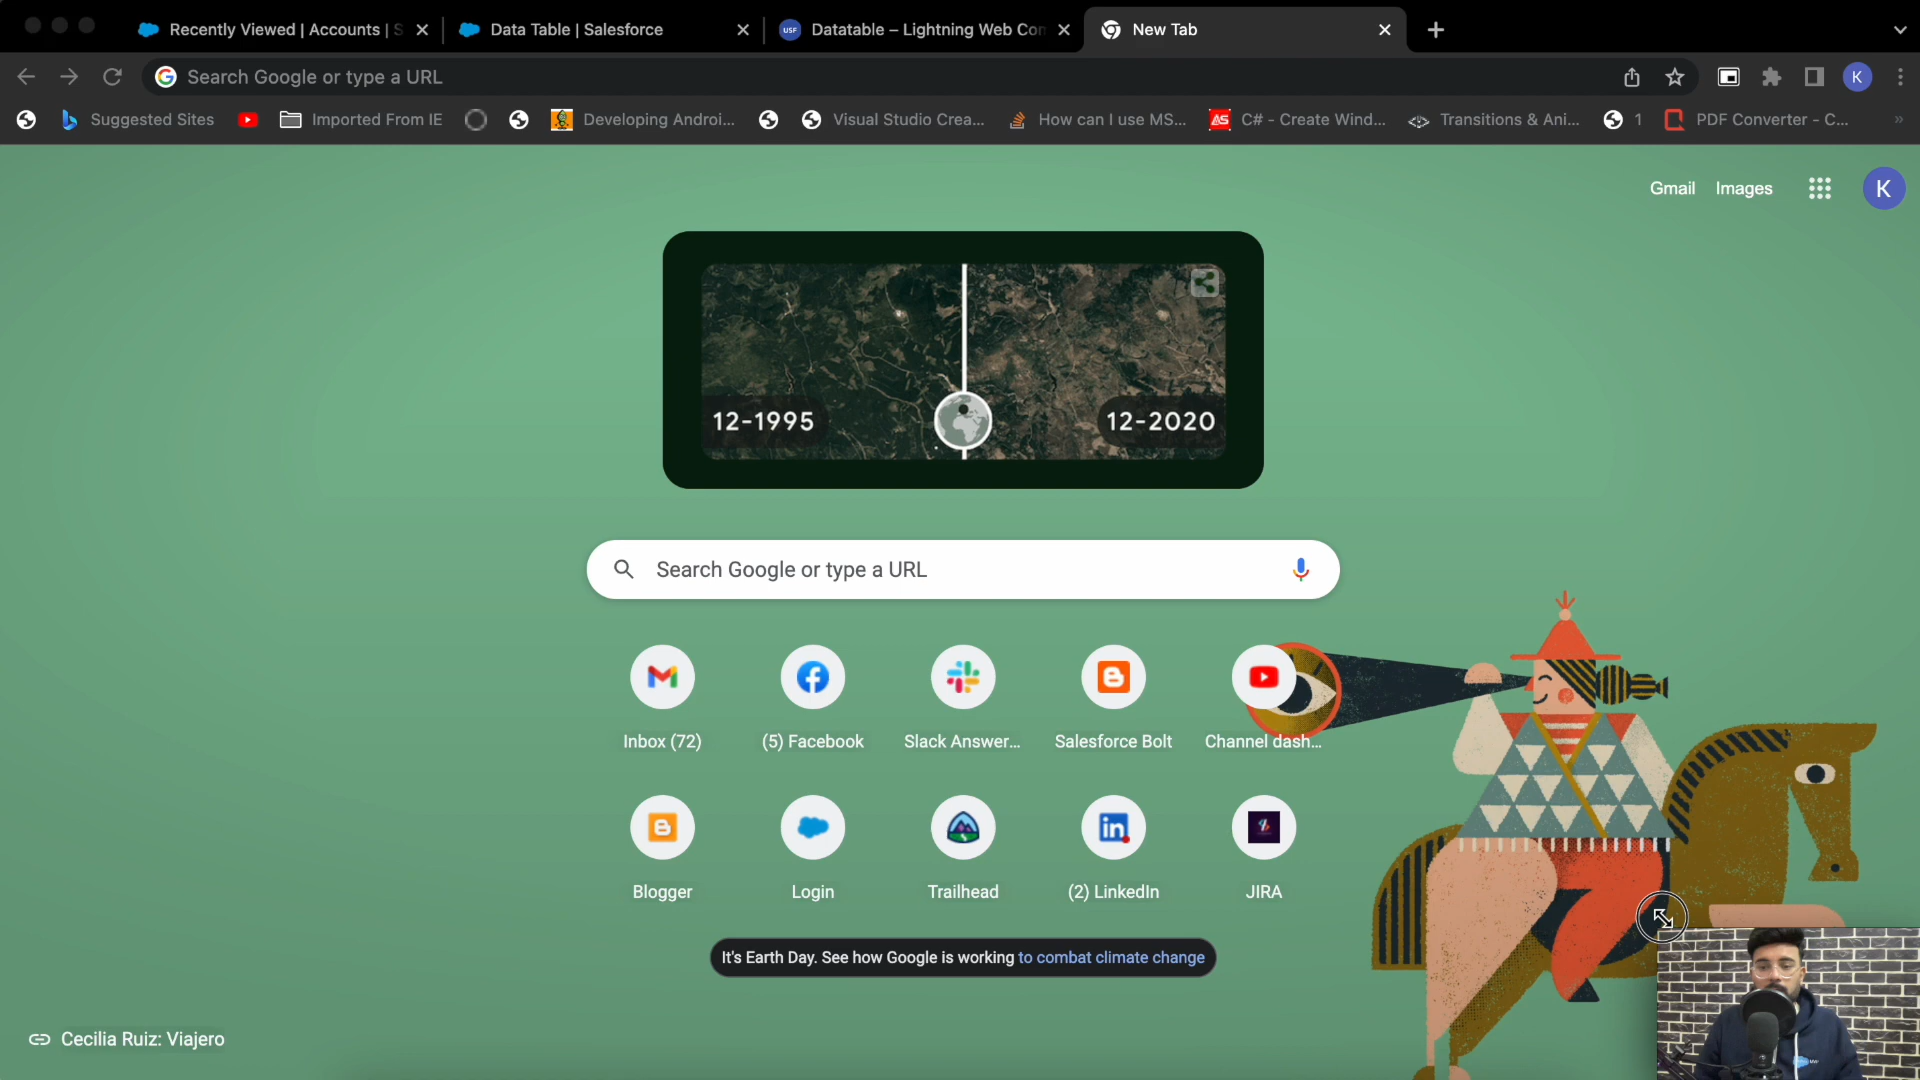 Recently Viewed | Accounts | S
Data Table | Salesforce
USF
Datatable – Lightning Web Con
New Tab
Search Google or type a URL
K
Suggested Sites
Imported From IE
Developing Androi...
Visual Studio Crea...
How can I use MS...
AS
C# - Create Wind...
Transitions & Ani...
1
PDF Converter - C...
Gmail
Images
K
12-1995
12-2020
Search Google or type a URL
Inbox (72)
(5) Facebook
Slack Answer...
Salesforce Bolt
Channel dash...
Blogger
Login
Trailhead
in
(2) LinkedIn
JIRA
It's Earth Day. See how Google is working to combat climate change
Cecilia Ruiz: Viajero